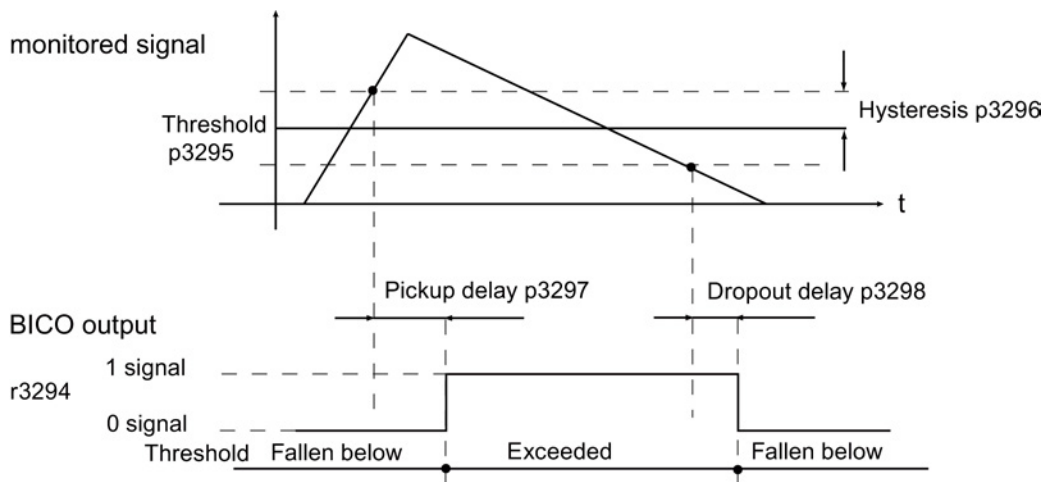 monitored signal
Threshold
p3295
Hysteresis p3296
t
Pickup delay p3297
Dropout delay p3298
BICO output
r3294
1 signal
0 signal
Threshold Fallen below Exceeded Fallen below